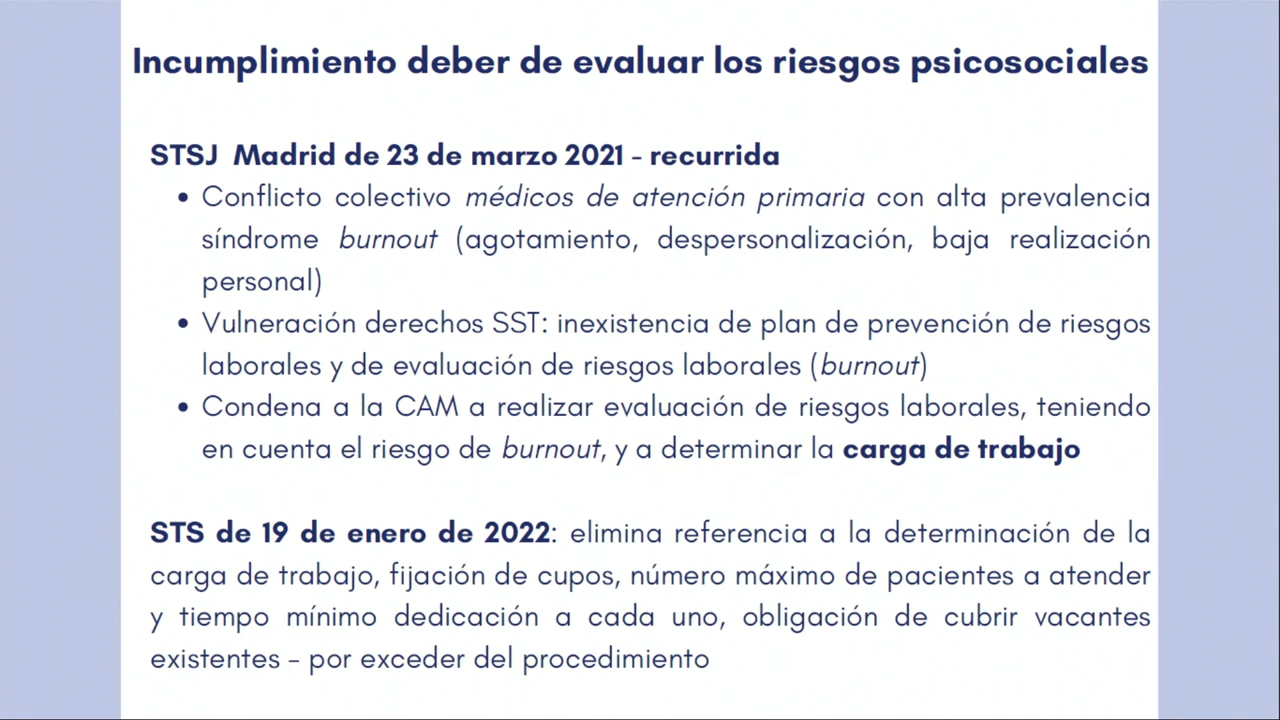 Incumplimiento deber de evaluar los riesgos psicosociales
STSJ Madrid de 23 de marzo 2021 - recurrida
• Conflicto colectivo médicos de atención primaria con alta prevalencia
síndrome burnout (agotamiento, despersonalización, baja realización
personal)
• Vulneración derechos SST: inexistencia de plan de prevención de riesgos
laborales y de evaluación de riesgos laborales (burnout)
• Condena a la CAM a realizar evaluación de riesgos laborales, teniendo
en cuenta el riesgo de burnout, y a determinar la carga de trabajo
STS de 19 de enero de 2022: elimina referencia a la determinación de la
carga de trabajo, fijación de cupos, número máximo de pacientes a atender
y tiempo mínimo dedicación a cada uno, obligación de cubrir vacantes
existentes – por exceder del procedimiento